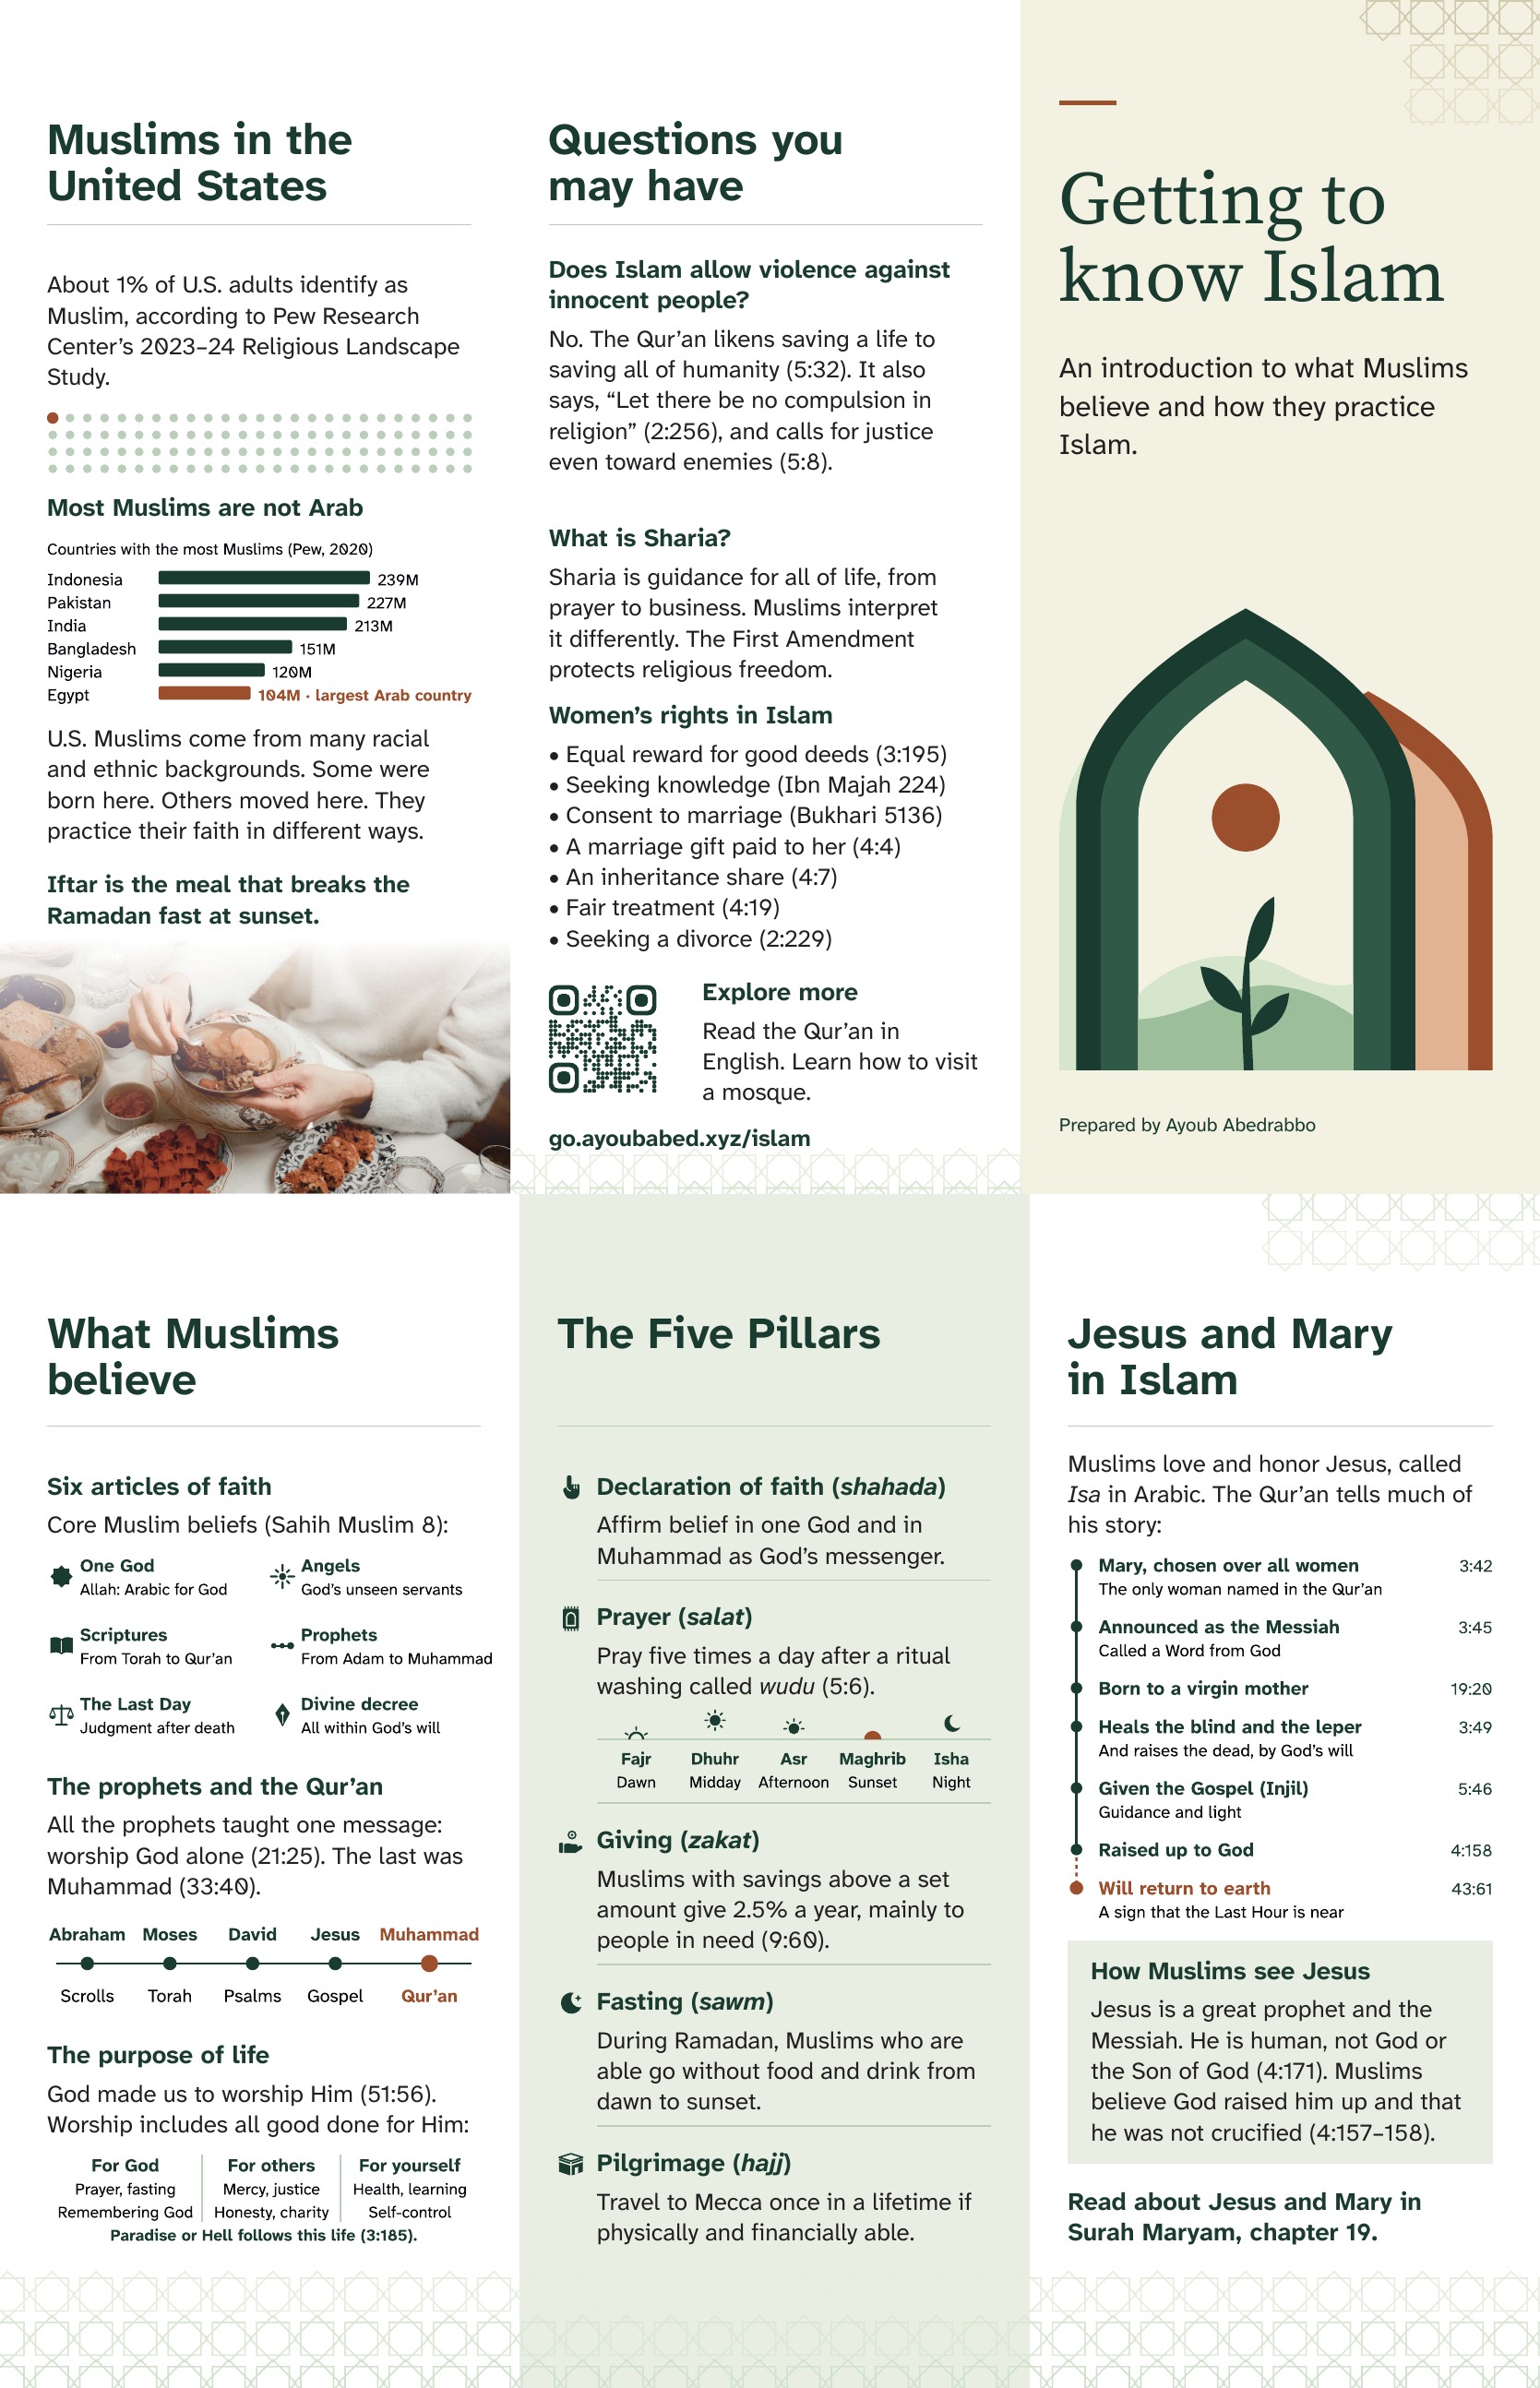 Muslims in the
United States
About 1% of U.S. adults identify as
Muslim, according to Pew Research
Center’s 2023–24 Religious Landscape
Study.
Most Muslims are not Arab
Countries with the most Muslims (Pew, 2020)
Indonesia 239M
Pakistan 227M
India 213M
Bangladesh 151M
Nigeria 120M
Egypt 104M · largest Arab country
U.S. Muslims come from many racial
and ethnic backgrounds. Some were
born here. Others moved here. They
practice their faith in different ways.
Iftar is the meal that breaks the
Ramadan fast at sunset.
Questions you
may have
Does Islam allow violence against
innocent people?
No. The Qur’an likens saving a life to
saving all of humanity (5:32). It also
says, “Let there be no compulsion in
religion” (2:256), and calls for justice
even toward enemies (5:8).
What is Sharia?
Sharia is guidance for all of life, from
prayer to business. Muslims interpret
it differently. The First Amendment
protects religious freedom.
Women’s rights in Islam
• Equal reward for good deeds (3:195)
• Seeking knowledge (Ibn Majah 224)
• Consent to marriage (Bukhari 5136)
• A marriage gift paid to her (4:4)
• An inheritance share (4:7)
• Fair treatment (4:19)
• Seeking a divorce (2:229)
Explore more
Read the Qur’an in
English. Learn how to visit
a mosque.
go.ayoubabed.xyz/islam
Getting to
know Islam
An introduction to what Muslims
believe and how they practice
Islam.
Prepared by Ayoub Abedrabbo
What Muslims
believe
Six articles of faith
Core Muslim beliefs (Sahih Muslim 8):
One God
Allah: Arabic for God
Angels
God’s unseen servants
Scriptures
From Torah to Qur’an
Prophets
From Adam to Muhammad
The Last Day
Judgment after death
Divine decree
All within God’s will
The prophets and the Qur’an
All the prophets taught one message:
worship God alone (21:25). The last was
Muhammad (33:40).
Abraham Moses David Jesus Muhammad
Scrolls Torah Psalms Gospel Qur’an
The purpose of life
God made us to worship Him (51:56).
Worship includes all good done for Him:
For God For others For yourself
Prayer, fasting Mercy, justice Health, learning
Remembering God Honesty, charity Self-control
Paradise or Hell follows this life (3:185).
The Five Pillars
Declaration of faith (shahada)
Affirm belief in one God and in
Muhammad as God’s messenger.
Prayer (salat)
Pray five times a day after a ritual
washing called wudu (5:6).
Fajr Dhuhr Asr Maghrib Isha
Dawn Midday Afternoon Sunset Night
Giving (zakat)
Muslims with savings above a set
amount give 2.5% a year, mainly to
people in need (9:60).
Fasting (sawm)
During Ramadan, Muslims who are
able go without food and drink from
dawn to sunset.
Pilgrimage (hajj)
Travel to Mecca once in a lifetime if
physically and financially able.
Jesus and Mary
in Islam
Muslims love and honor Jesus, called
Isa in Arabic. The Qur’an tells much of
his story:
Mary, chosen over all women 3:42
The only woman named in the Qur’an
Announced as the Messiah 3:45
Called a Word from God
Born to a virgin mother 19:20
Heals the blind and the leper 3:49
And raises the dead, by God’s will
Given the Gospel (Injil) 5:46
Guidance and light
Raised up to God 4:158
Will return to earth 43:61
A sign that the Last Hour is near
How Muslims see Jesus
Jesus is a great prophet and the
Messiah. He is human, not God or
the Son of God (4:171). Muslims
believe God raised him up and that
he was not crucified (4:157–158).
Read about Jesus and Mary in
Surah Maryam, chapter 19.